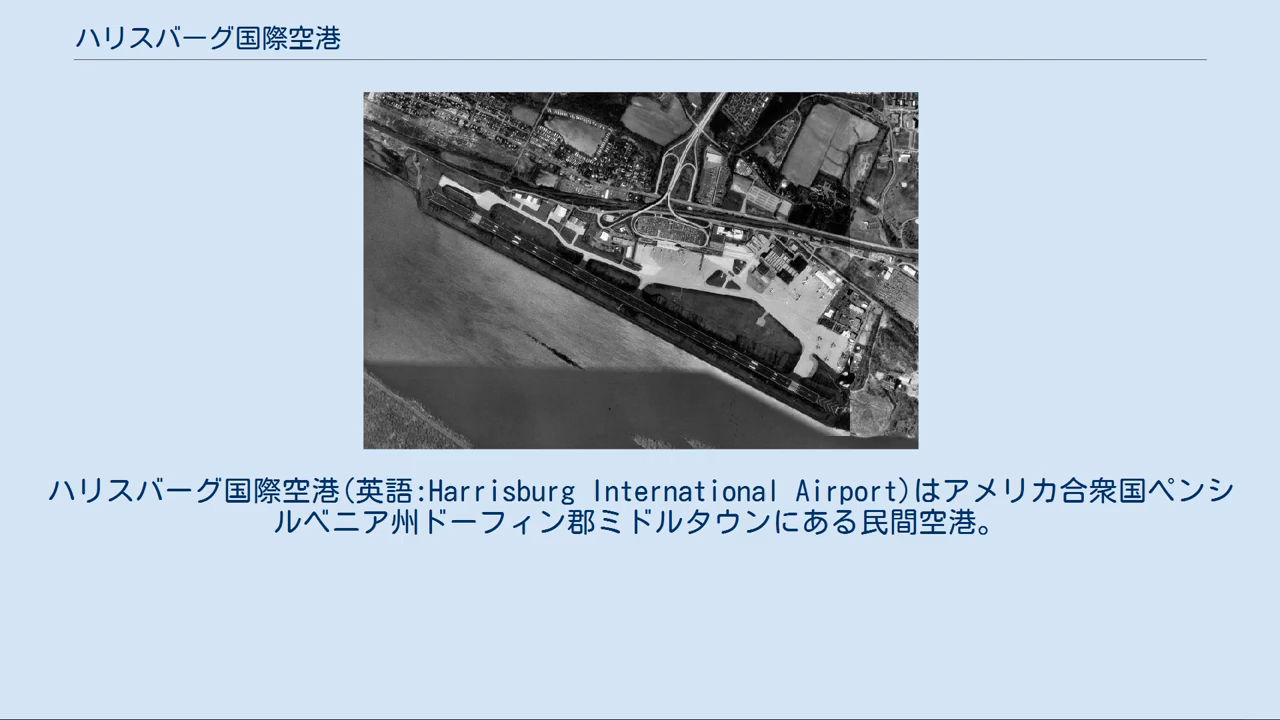 ハリスバーグ国際空港
ハリスバーグ国際空港(英語:Harrisburg International Airport)はアメリカ合衆国ペンシ
ルベニア州ドーフィン郡ミドルタウンにある民間空港。